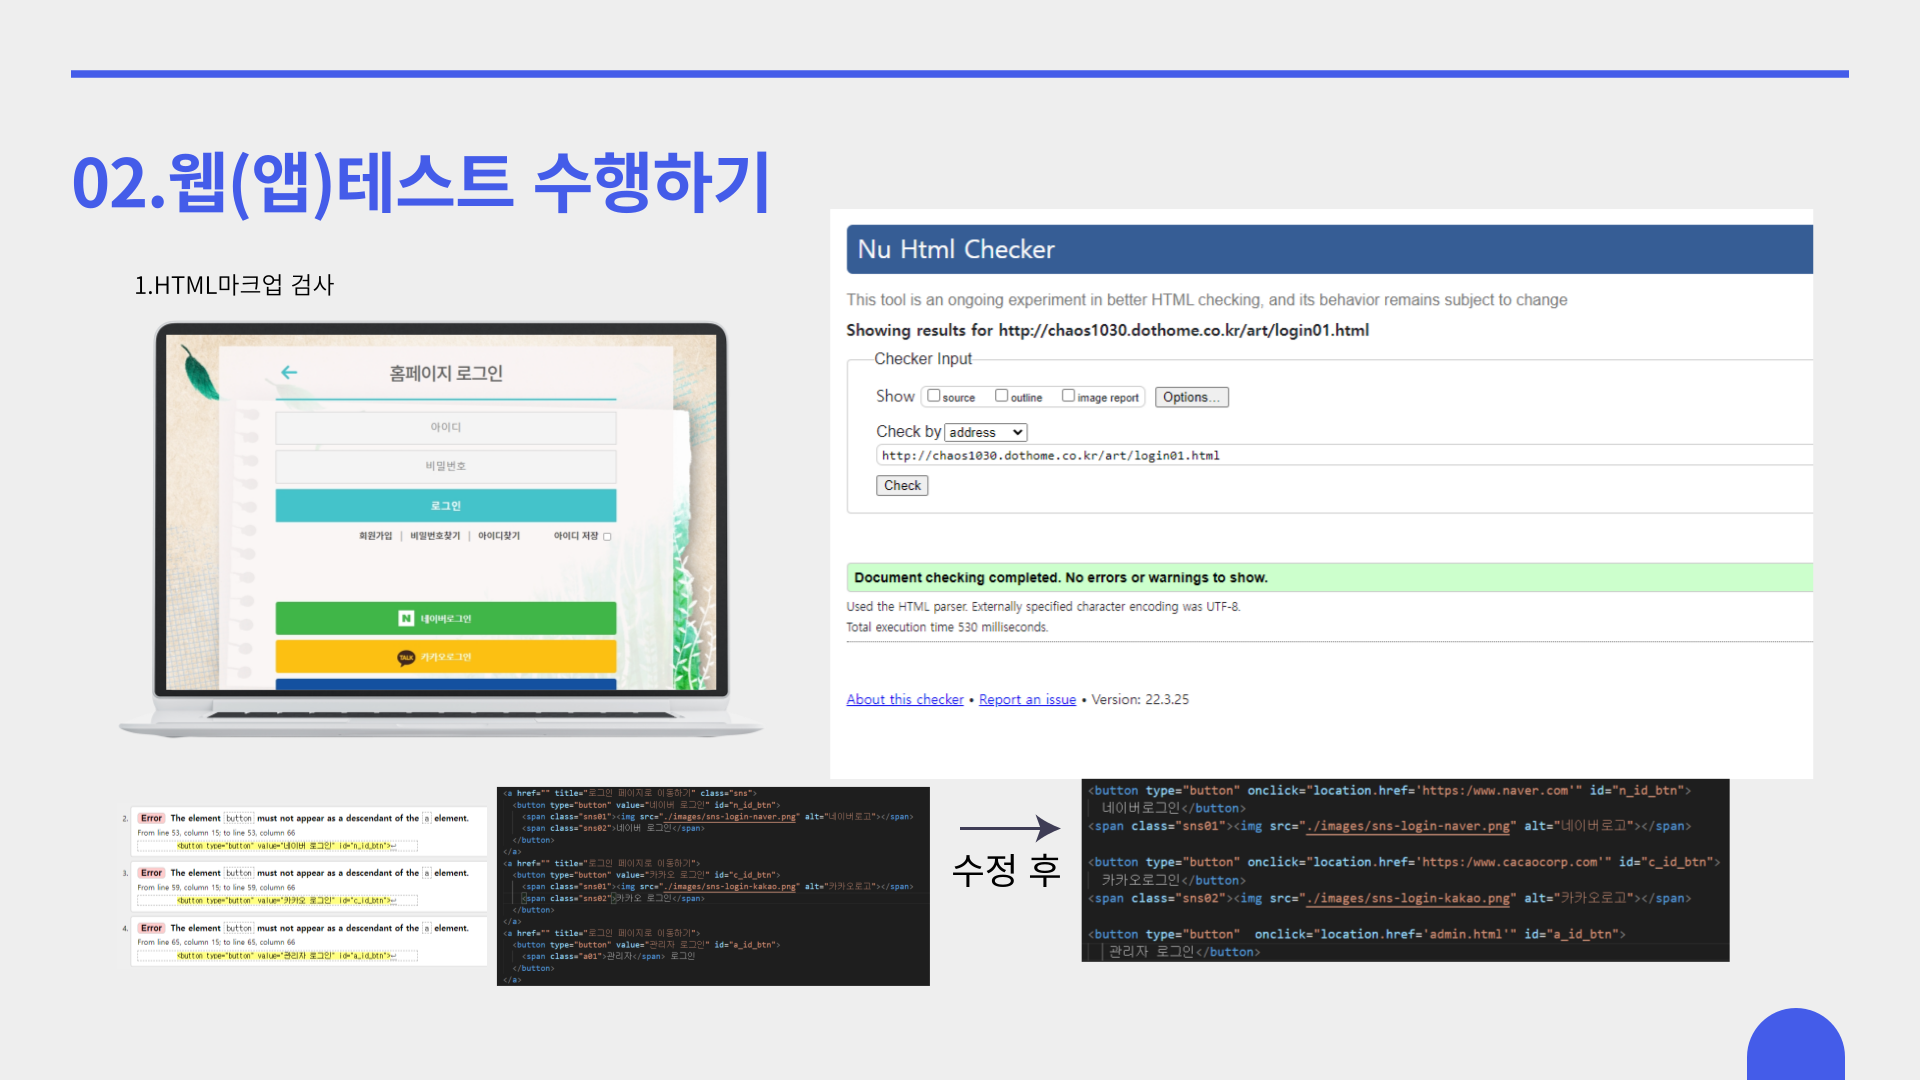 02.웹(앱)테스트 수행하기
1.HTML마크업 검사
홈페이지 로그인
아이디
비밀번호
로그인
회원가입 | 비밀번호찾기 | 아이디찾기 아이디 저장
N 네이버로그인
TALK 카카오로그인
Nu Html Checker
This tool is an ongoing experiment in better HTML checking, and its behavior remains subject to change
Showing results for http://chaos1030.dothome.co.kr/art/login01.html
Checker Input
Show source outline image report Options...
Check by address
http://chaos1030.dothome.co.kr/art/login01.html
Check
Document checking completed. No errors or warnings to show.
Used the HTML parser. Externally specified character encoding was UTF-8.
Total execution time 530 milliseconds.
About this checker • Report an issue • Version: 22.3.25
2. Error The element button must not appear as a descendant of the a element.
From line 53, column 15; to line 53, column 66
<button type="button" value="네이버 로그인" id="n_id_btn">↩
3. Error The element button must not appear as a descendant of the a element.
From line 59, column 15; to line 59, column 66
<button type="button" value="카카오 로그인" id="c_id_btn">↩
4. Error The element button must not appear as a descendant of the a element.
From line 65, column 15; to line 65, column 66
<button type="button" value="관리자 로그인" id="a_id_btn">↩
<a href="" title="로그인 페이지로 이동하기" class="sns">
<button type="button" value="네이버 로그인" id="n_id_btn">
<span class="sns01"><img src="./images/sns-login-naver.png" alt="네이버로고"></span>
<span class="sns02">네이버 로그인</span>
</button>
</a>
<a href="" title="로그인 페이지로 이동하기">
<button type="button" value="카카오 로그인" id="c_id_btn">
<span class="sns01"><img src="./images/sns-login-kakao.png" alt="카카오로고"></span>
<span class="sns02">카카오 로그인</span>
</button>
</a>
<a href="" title="로그인 페이지로 이동하기">
<button type="button" value="관리자 로그인" id="a_id_btn">
<span class="a01">관리자</span> 로그인
</button>
</a>
수정 후
<button type="button" onclick="location.href='https:/www.naver.com'" id="n_id_btn">
네이버로그인</button>
<span class="sns01"><img src="./images/sns-login-naver.png" alt="네이버로고"></span>
<button type="button" onclick="location.href='https:/www.cacaocorp.com'" id="c_id_btn">
카카오로그인</button>
<span class="sns02"><img src="./images/sns-login-kakao.png" alt="카카오로고"></span>
<button type="button" onclick="location.href='admin.html'" id="a_id_btn">
관리자 로그인</button>